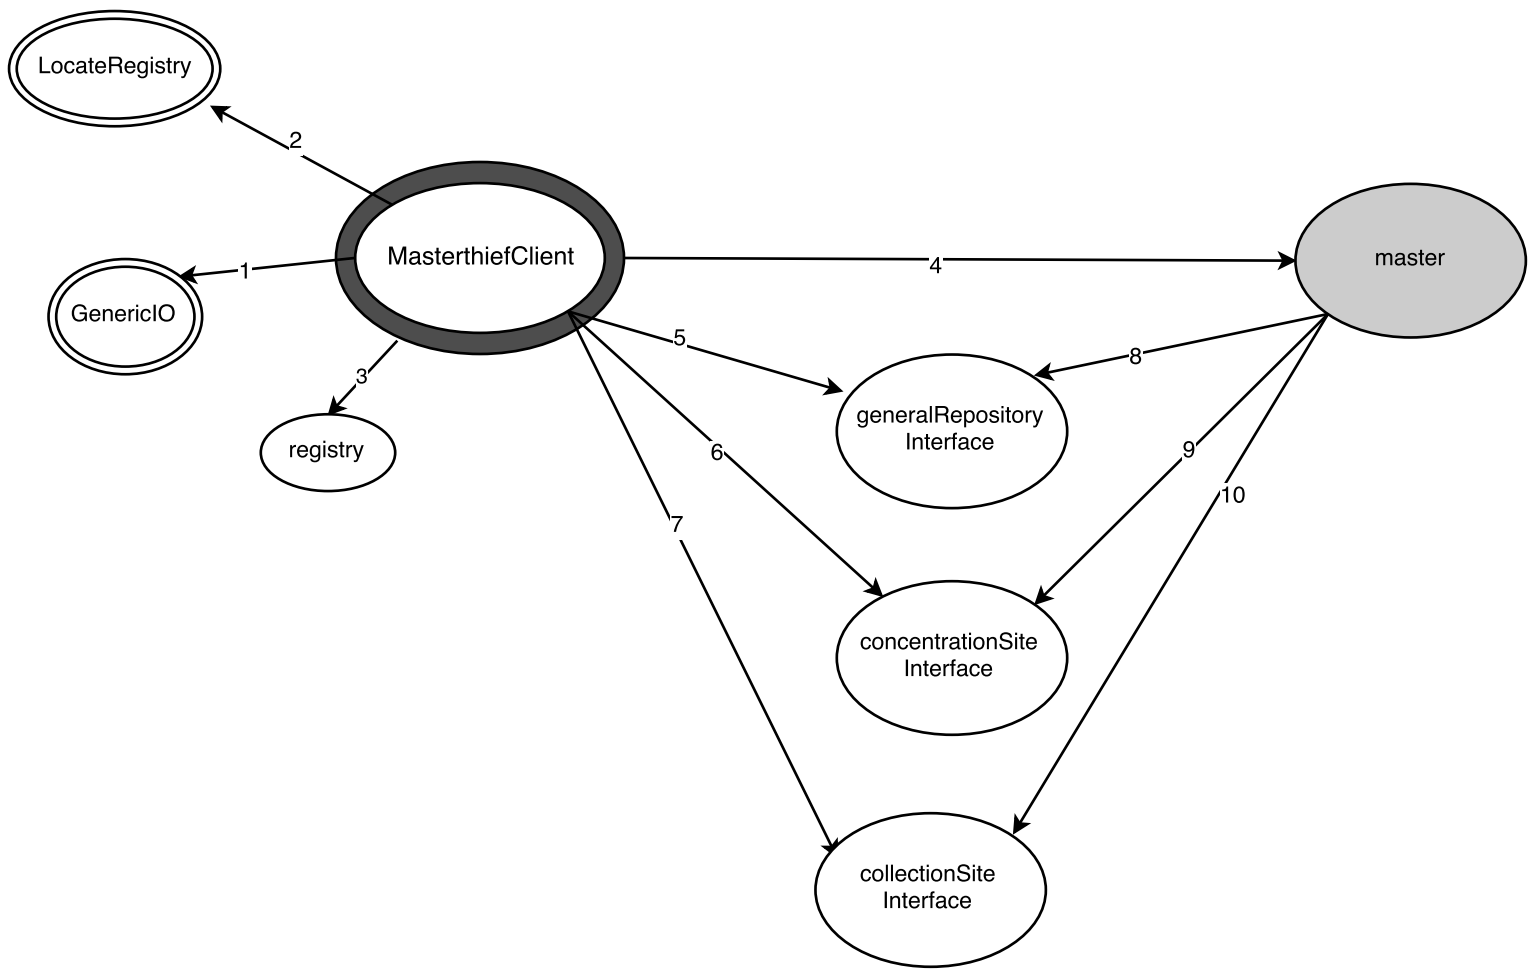 LocateRegistry
2
MasterthiefClient
master
4
1
GenericIO
5
8
3
generalRepository
Interface
registry
6
9
10
7
concentrationSite
Interface
collectionSite
Interface